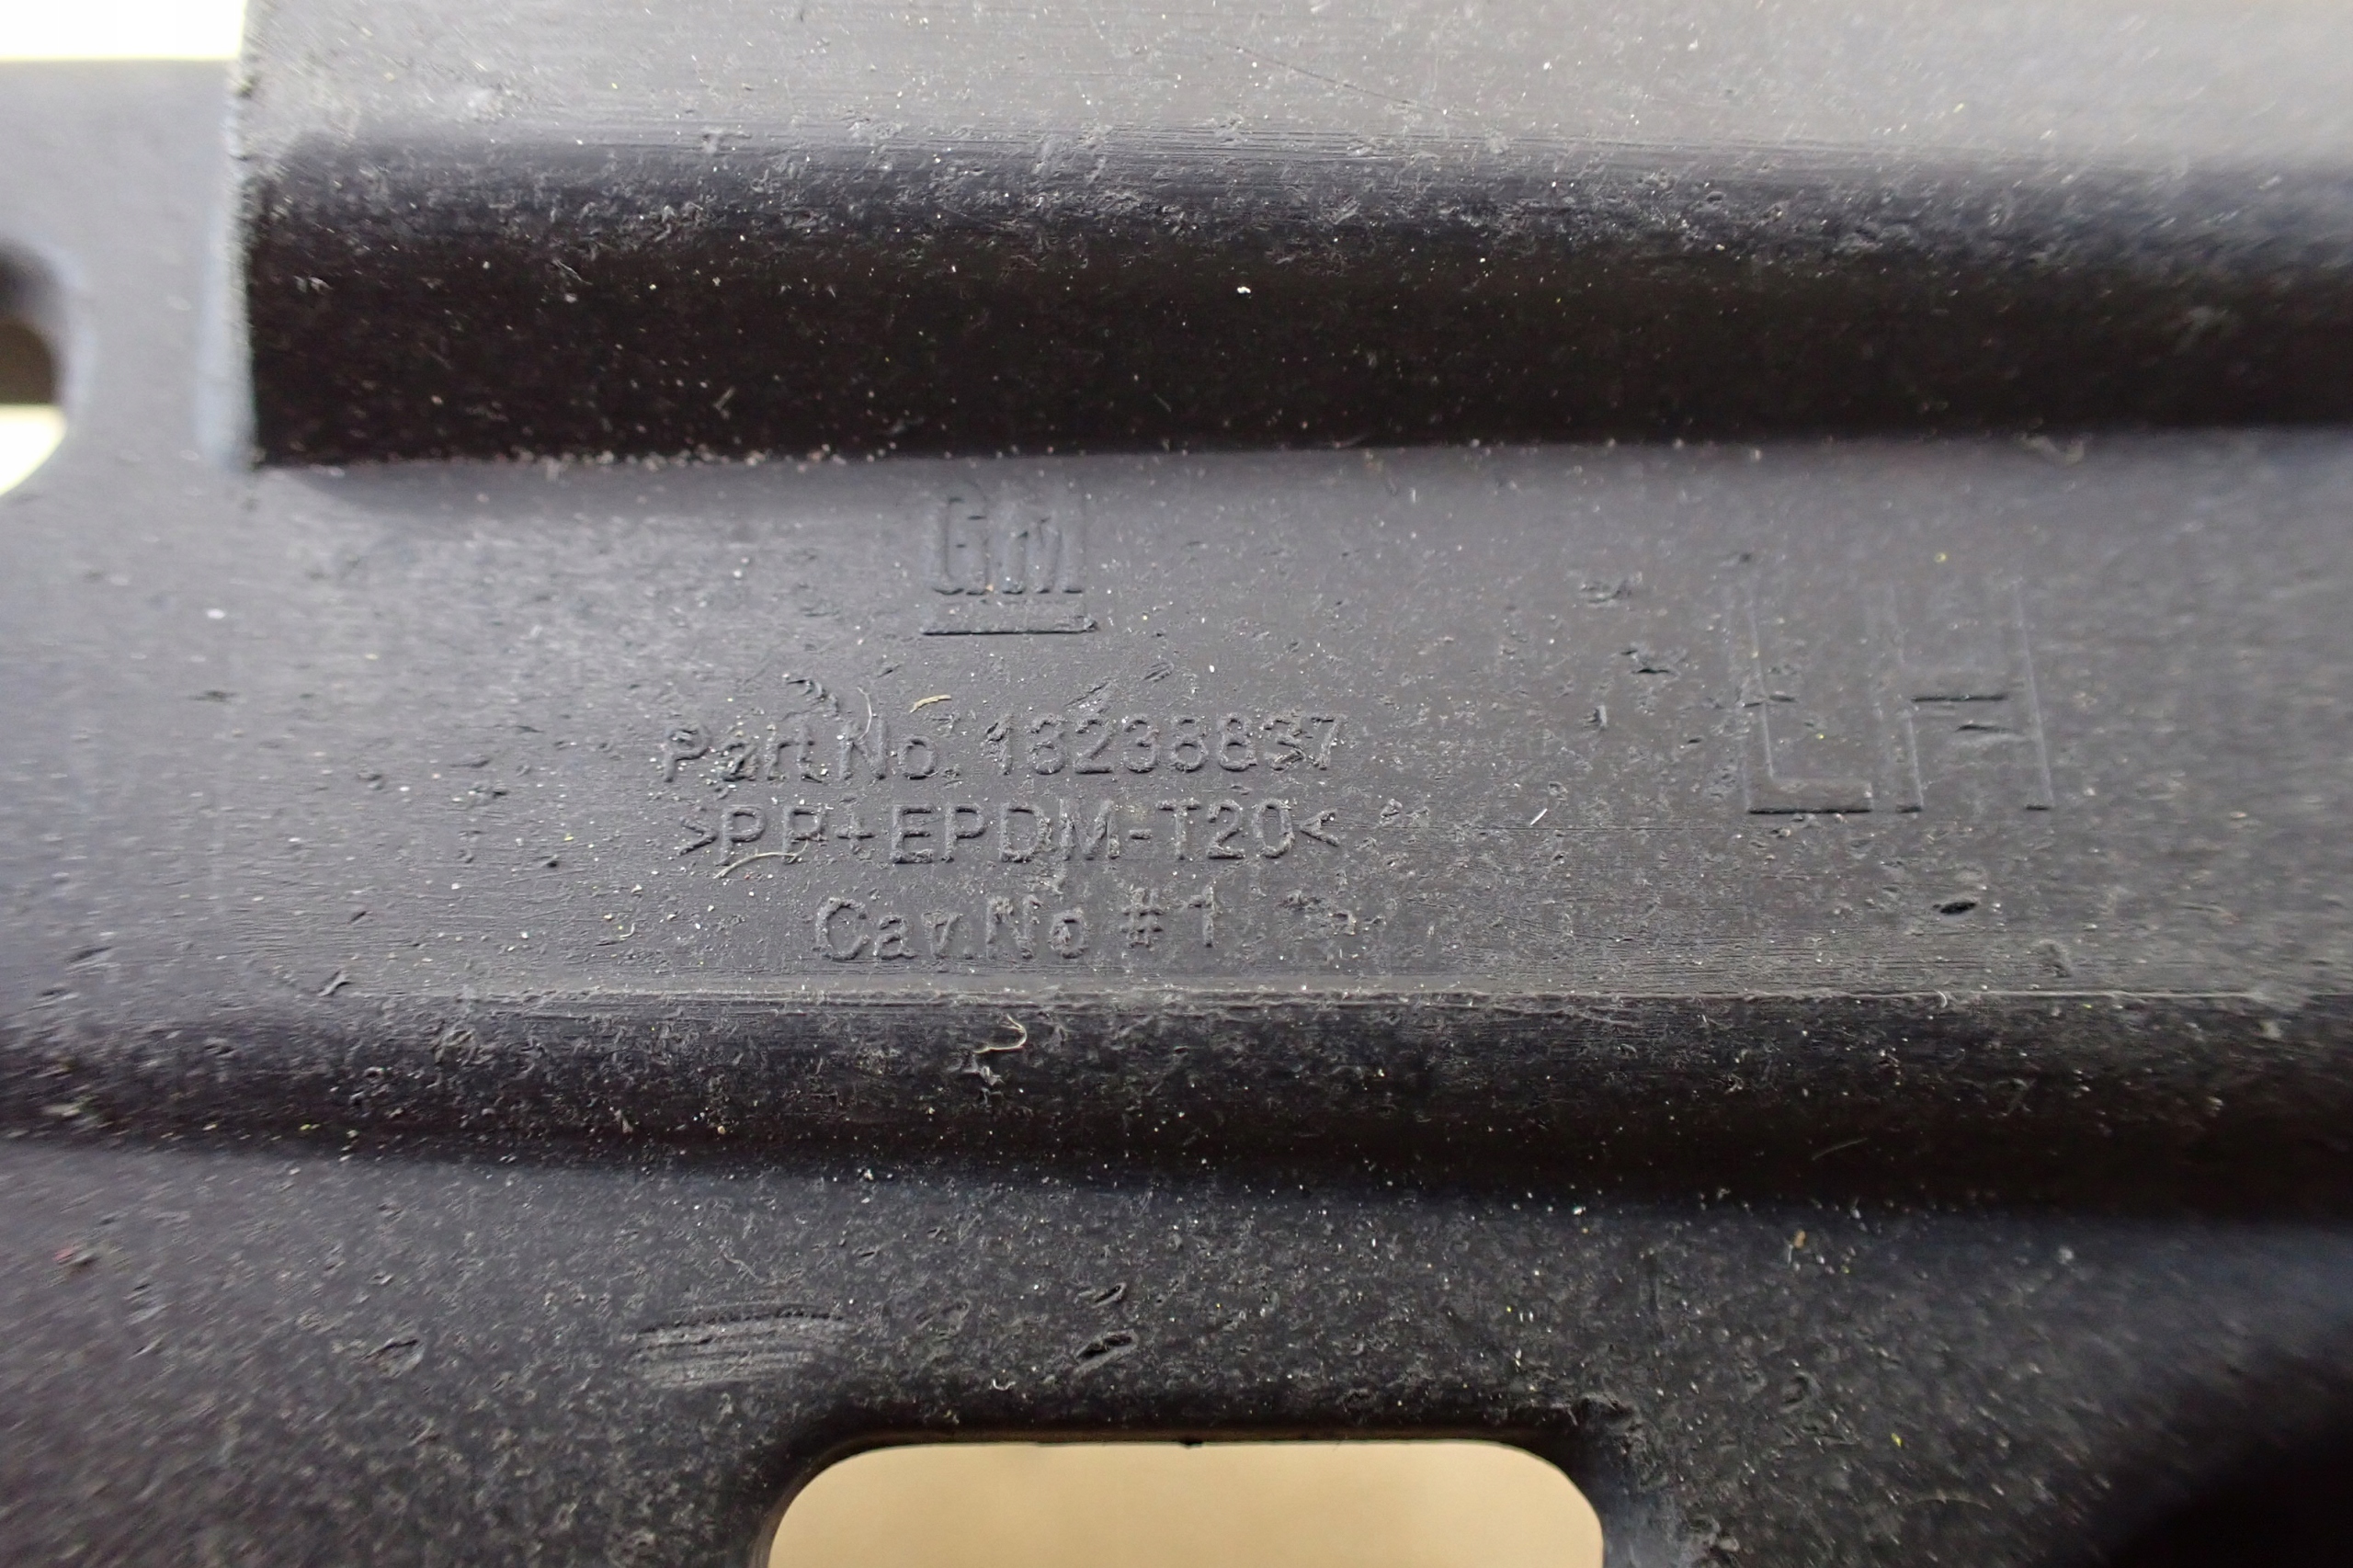 GM
Part.No. 13238837
>PP+EPDM-T20<
Cav.No #1
LH